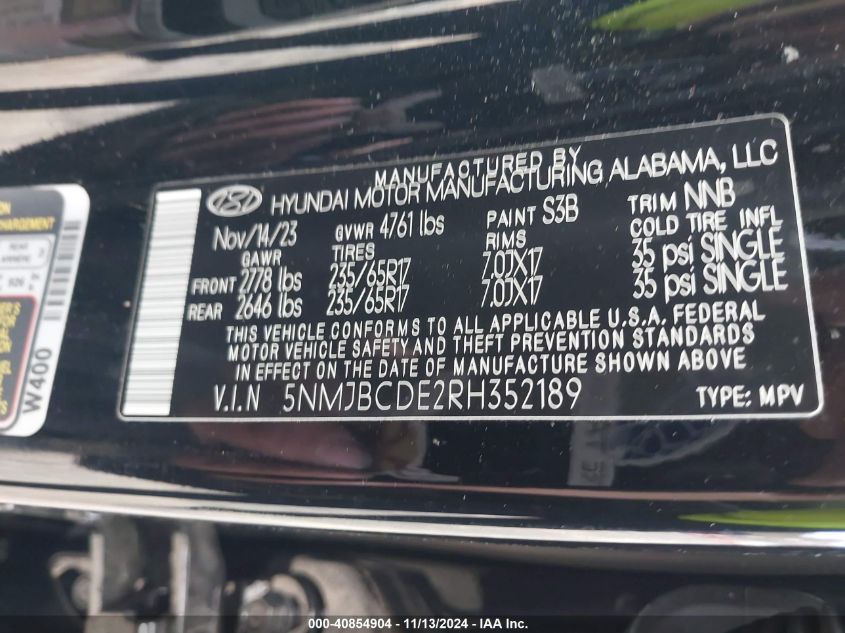 MANUFACTURED BY
HYUNDAI MOTOR MANUFACTURING ALABAMA, LLC
Nov/14/23 GVWR 4761 lbs PAINT S3B TRIM NNB
GAWR TIRES RIMS COLD TIRE INFL
FRONT 2778 lbs 235/65R17 7.0JX17 35 psi SINGLE
REAR 2646 lbs 235/65R17 7.0JX17 35 psi SINGLE
THIS VEHICLE CONFORMS TO ALL APPLICABLE U.S.A. FEDERAL
MOTOR VEHICLE SAFETY AND THEFT PREVENTION STANDARDS
IN EFFECT ON THE DATE OF MANUFACTURE SHOWN ABOVE
V.I.N 5NMJBCDE2RH352189 TYPE: MPV
W400
000-40854904 - 11/13/2024 - IAA Inc.